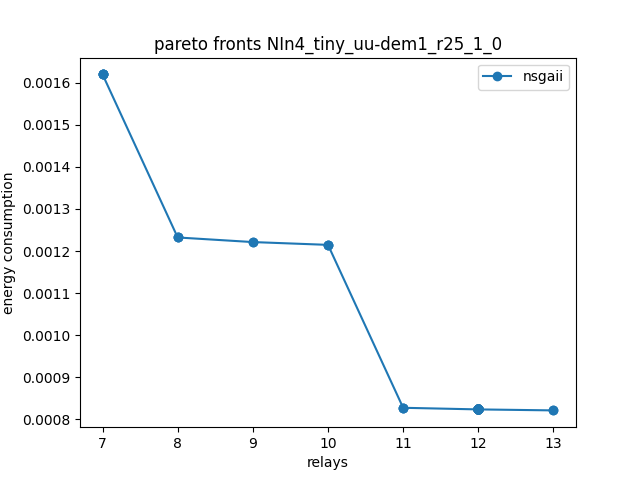 pareto fronts NIn4_tiny_uu-dem1_r25_1_0
nsgaii
energy consumption
0.0016
0.0015
0.0014
0.0013
0.0012
0.0011
0.0010
0.0009
0.0008
7 8 9 10 11 12 13
relays